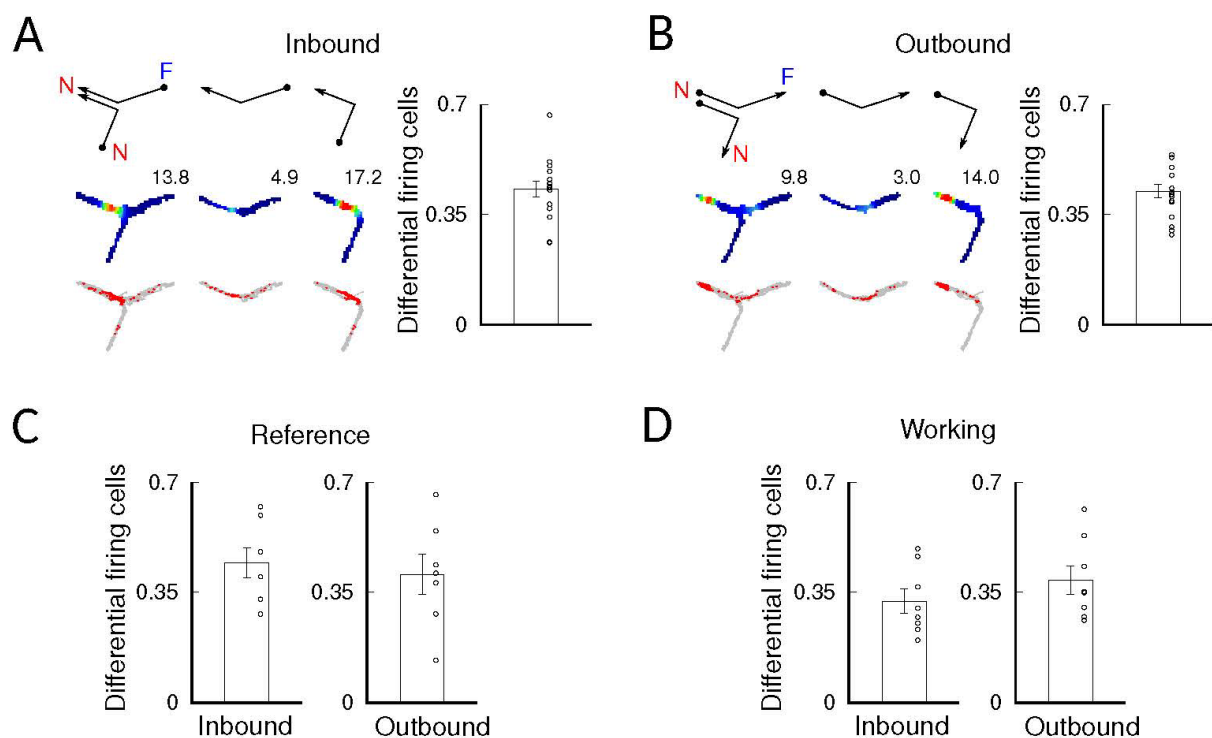 A
Inbound
N
F
N
13.8
4.9
17.2
Differential firing cells
0.7
0.35
0
B
Outbound
N
F
N
9.8
3.0
14.0
Differential firing cells
0.7
0.35
0
C
Reference
Differential firing cells
0.7
0.35
0
Inbound
0.7
0.35
0
Outbound
D
Working
Differential firing cells
0.7
0.35
0
Inbound
0.7
0.35
0
Outbound